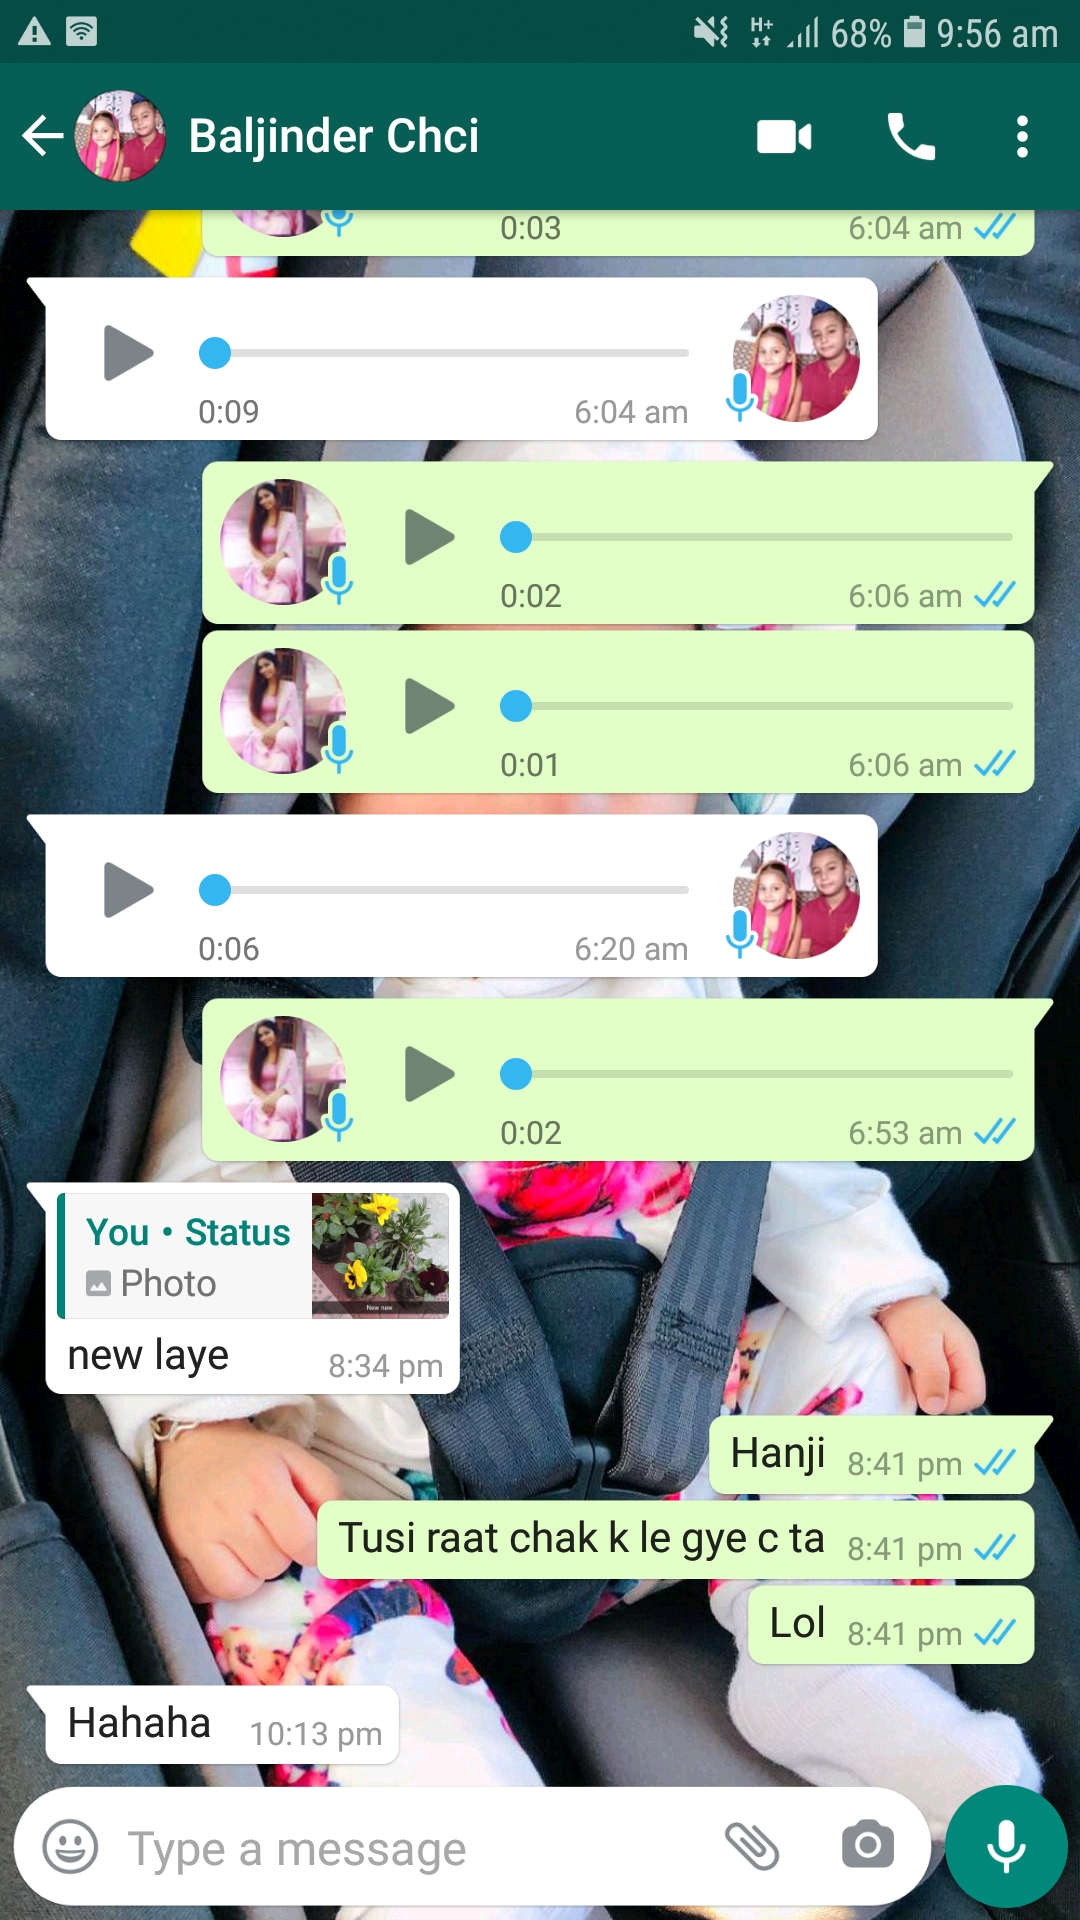 H+ 68% 9:56 am
Baljinder Chci
0:03 6:04 am
0:09 6:04 am
0:02 6:06 am
0:01 6:06 am
0:06 6:20 am
0:02 6:53 am
You • Status
Photo
New new
new laye 8:34 pm
Hanji 8:41 pm
Tusi raat chak k le gye c ta 8:41 pm
Lol 8:41 pm
Hahaha 10:13 pm
Type a message